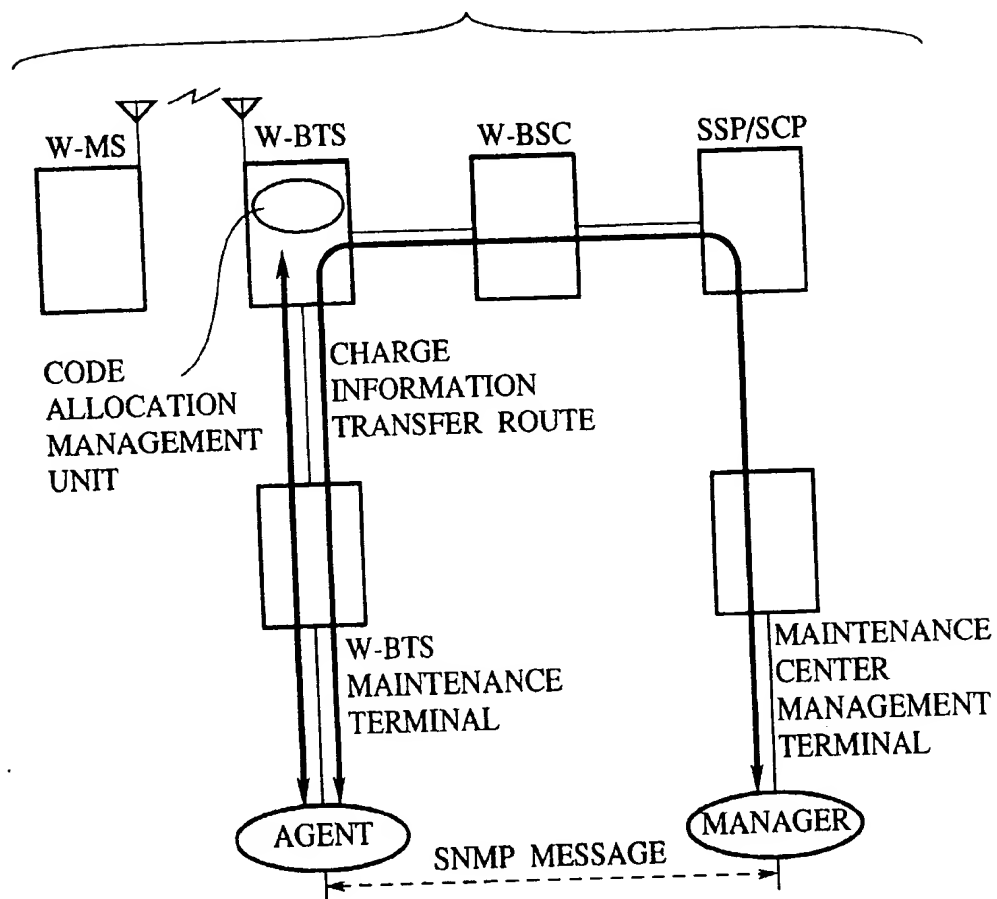 W-MS
W-BTS
W-BSC
SSP/SCP
CODE
ALLOCATION
MANAGEMENT
UNIT
CHARGE
INFORMATION
TRANSFER ROUTE
W-BTS
MAINTENANCE
TERMINAL
MAINTENANCE
CENTER
MANAGEMENT
TERMINAL
AGENT
MANAGER
SNMP MESSAGE